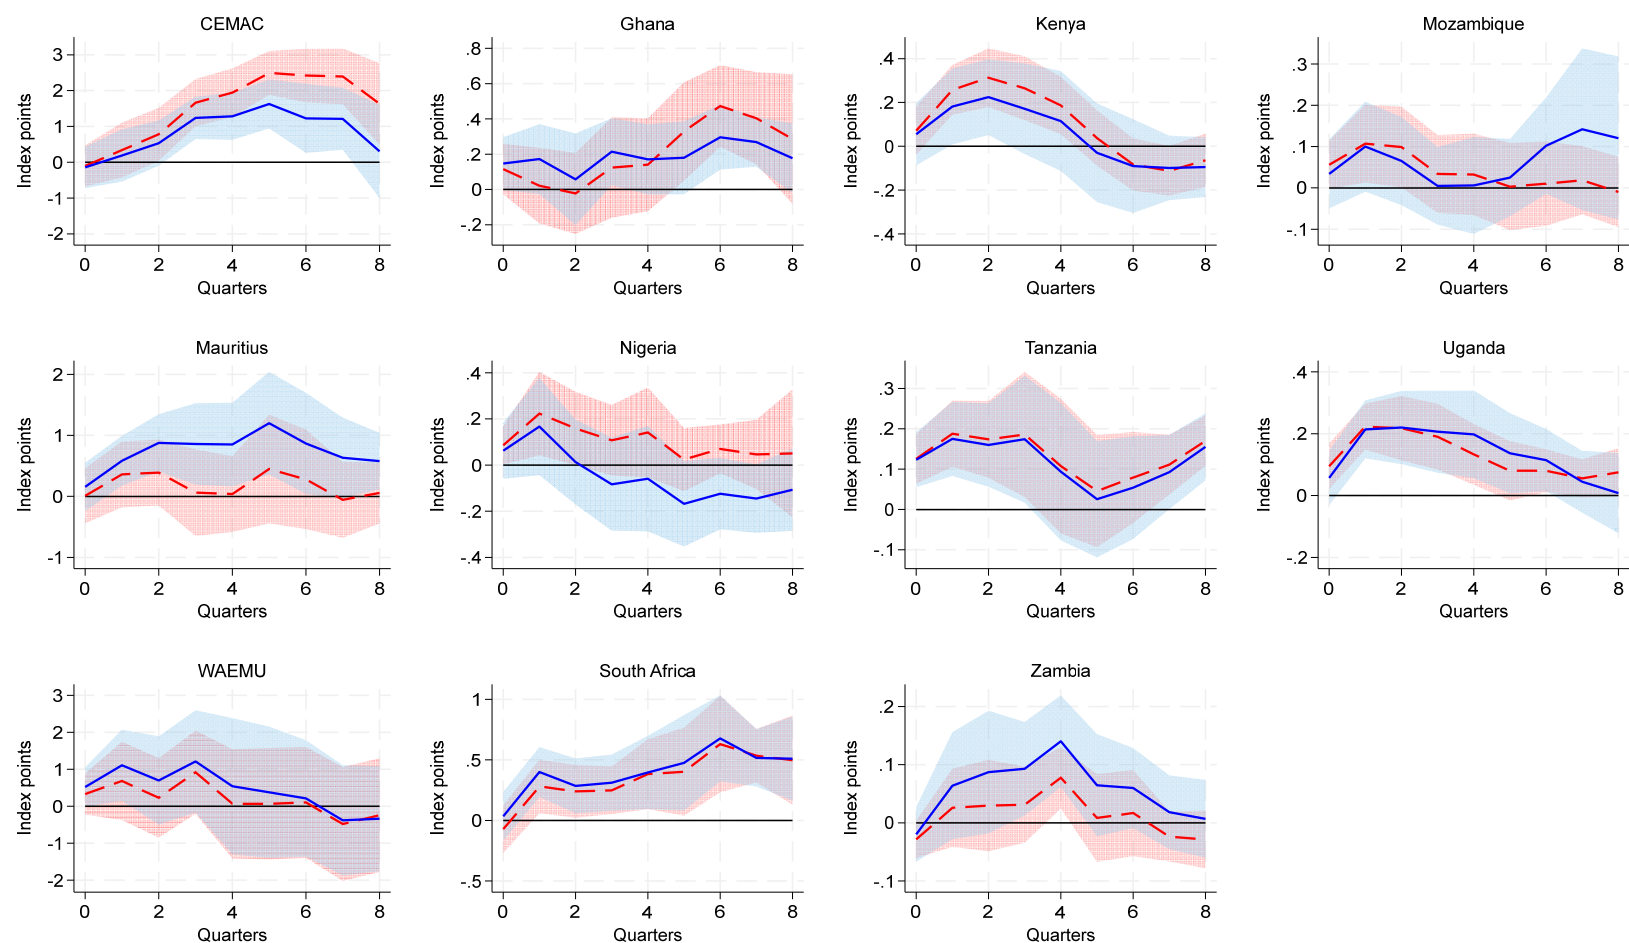 CEMAC
Index points
3
2
1
0
-1
-2
0 2 4 6 8
Quarters
Ghana
Index points
.8
.6
.4
.2
0
-.2
0 2 4 6 8
Quarters
Kenya
Index points
.4
.2
0
-.2
-.4
0 2 4 6 8
Quarters
Mozambique
Index points
.3
.2
.1
0
-.1
0 2 4 6 8
Quarters
Mauritius
Index points
2
1
0
-1
0 2 4 6 8
Quarters
Nigeria
Index points
.4
.2
0
-.2
-.4
0 2 4 6 8
Quarters
Tanzania
Index points
.3
.2
.1
0
-.1
0 2 4 6 8
Quarters
Uganda
Index points
.4
.2
0
-.2
0 2 4 6 8
Quarters
WAEMU
Index points
3
2
1
0
-1
-2
0 2 4 6 8
Quarters
South Africa
Index points
1
.5
0
-.5
0 2 4 6 8
Quarters
Zambia
Index points
.2
.1
0
-.1
0 2 4 6 8
Quarters